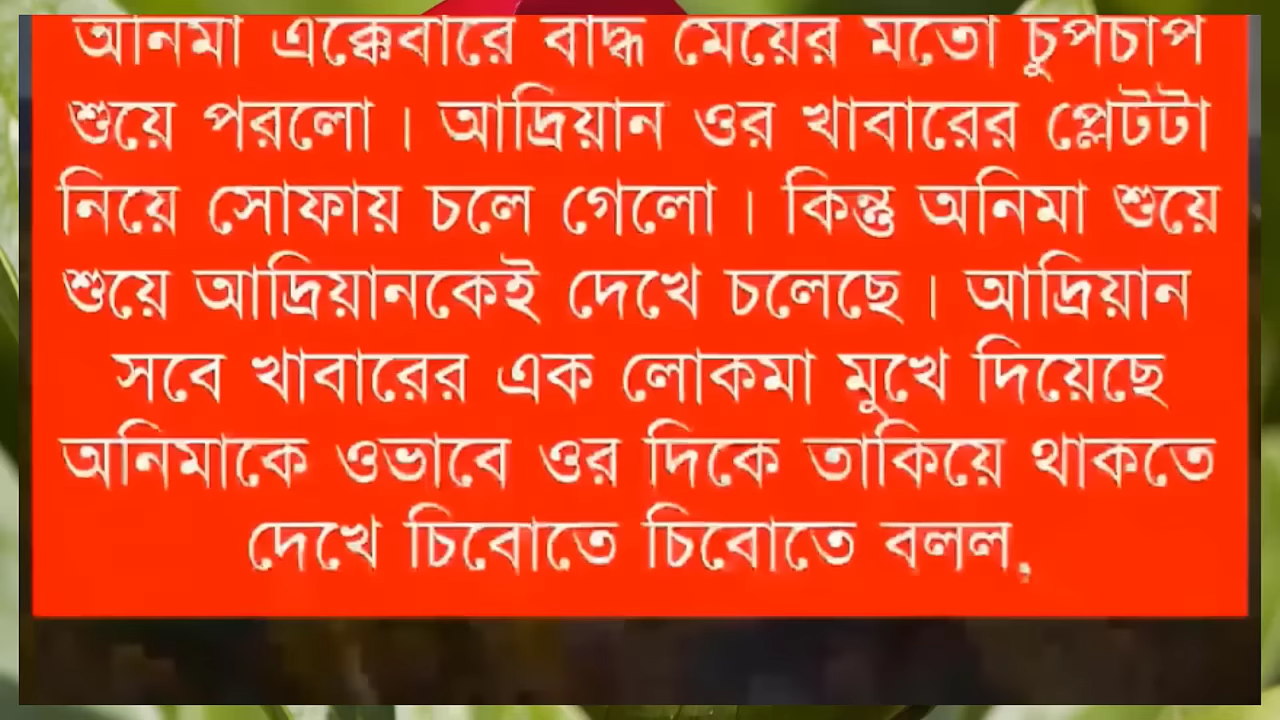 অনিমা এক্কেবারে বাদ্ধ মেয়ের মতো চুপচাপ
শুয়ে পরলো । আদ্রিয়ান ওর খাবারের প্লেটটা
নিয়ে সোফায় চলে গেলো । কিন্তু অনিমা শুয়ে
শুয়ে আদ্রিয়ানকেই দেখে চলেছে । আদ্রিয়ান
সবে খাবারের এক লোকমা মুখে দিয়েছে
অনিমাকে ওভাবে ওর দিকে তাকিয়ে থাকতে
দেখে চিবোতে চিবোতে বলল,